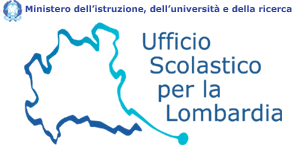 Ministero dell'istruzione, dell'università e della ricerca
Ufficio
Scolastico
per la
Lombardia